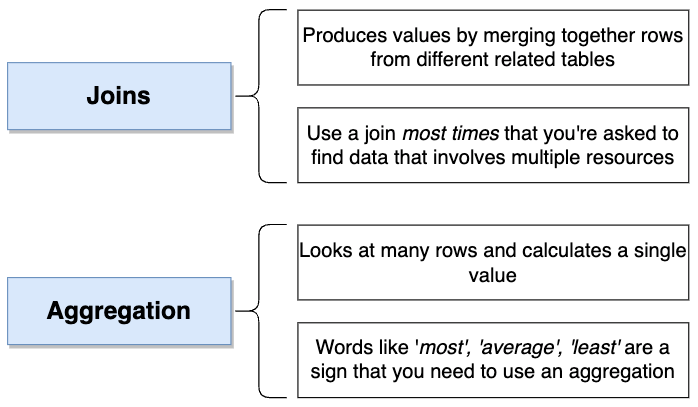 Joins
Produces values by merging together rows
from different related tables
Use a join most times that you're asked to
find data that involves multiple resources
Aggregation
Looks at many rows and calculates a single
value
Words like 'most', 'average', 'least' are a
sign that you need to use an aggregation